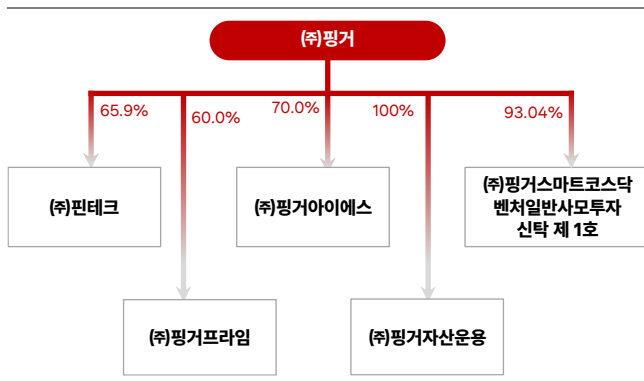 ㈜핑거
65.9%
60.0%
70.0%
100%
93.04%
㈜핀테크
㈜핑거아이에스
㈜핑거스마트코스닥
벤처일반사모투자
신탁 제 1호
㈜핑거프라임
㈜핑거자산운용